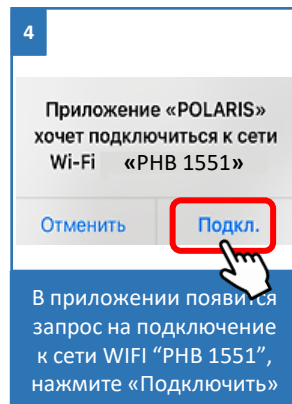 4
Приложение «POLARIS»
хочет подключиться к сети
Wi-Fi «PHB 1551»
Отменить Подкл.
В приложении появится
запрос на подключение
к сети WIFI “PHB 1551”,
нажмите «Подключить»